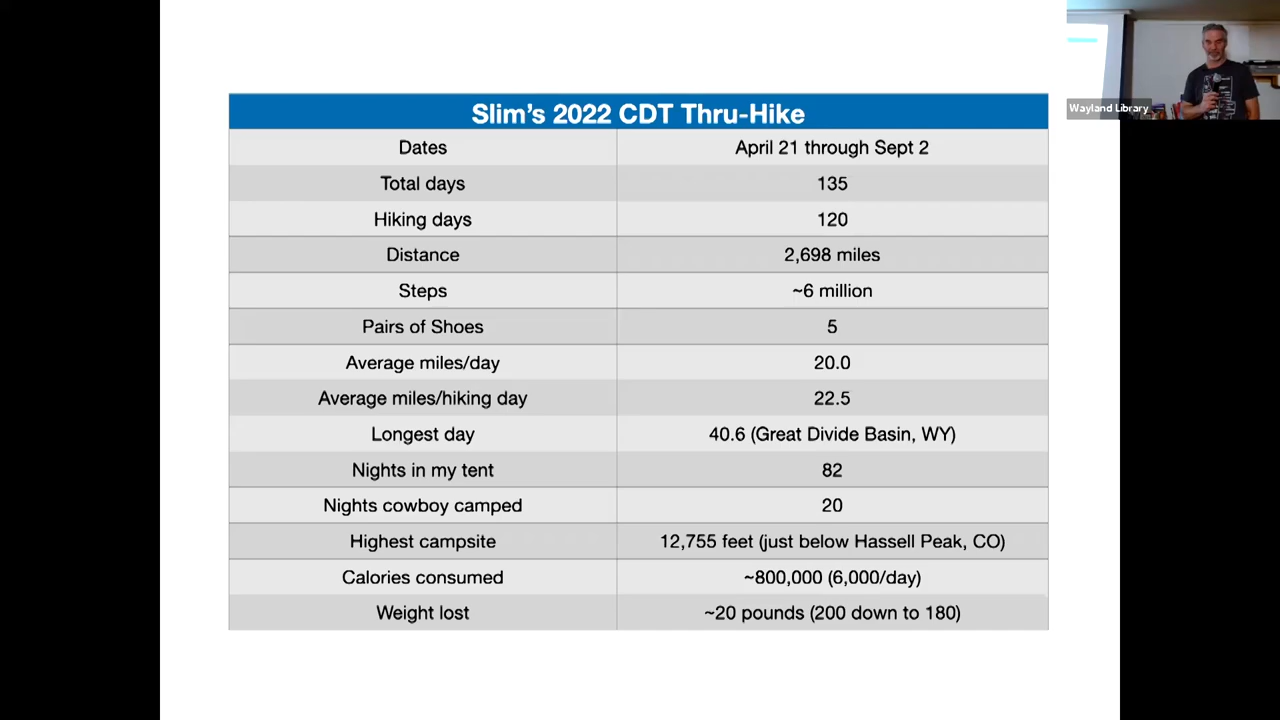 Slim's 2022 CDT Thru-Hike
Dates April 21 through Sept 2
Total days 135
Hiking days 120
Distance 2,698 miles
Steps ~6 million
Pairs of Shoes 5
Average miles/day 20.0
Average miles/hiking day 22.5
Longest day 40.6 (Great Divide Basin, WY)
Nights in my tent 82
Nights cowboy camped 20
Highest campsite 12,755 feet (just below Hassell Peak, CO)
Calories consumed ~800,000 (6,000/day)
Weight lost ~20 pounds (200 down to 180)
Wayland Library